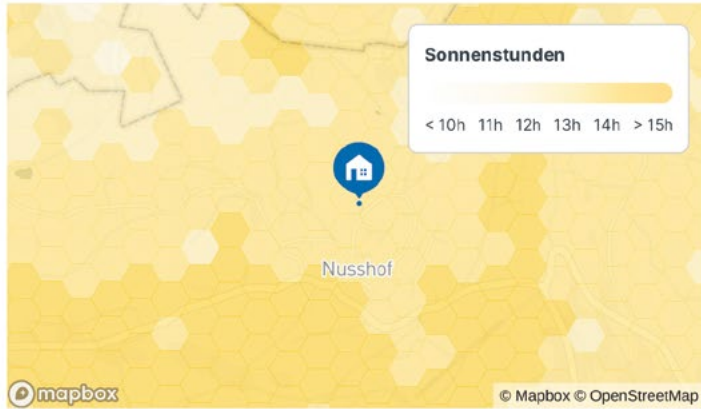 Sonnenstunden
< 10h 11h 12h 13h 14h > 15h
Nusshof
mapbox
© Mapbox © OpenStreetMap